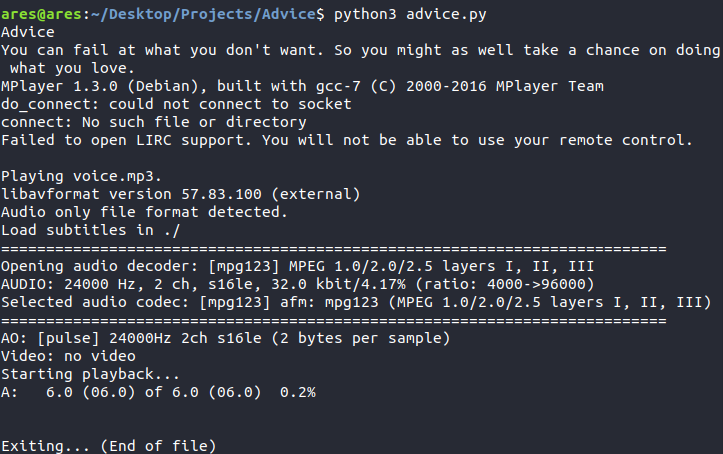 ares@ares:~/Desktop/Projects/Advice$ python3 advice.py
Advice
You can fail at what you don't want. So you might as well take a chance on doing
 what you love.
MPlayer 1.3.0 (Debian), built with gcc-7 (C) 2000-2016 MPlayer Team
do_connect: could not connect to socket
connect: No such file or directory
Failed to open LIRC support. You will not be able to use your remote control.

Playing voice.mp3.
libavformat version 57.83.100 (external)
Audio only file format detected.
Load subtitles in ./
==========================================================================
Opening audio decoder: [mpg123] MPEG 1.0/2.0/2.5 layers I, II, III
AUDIO: 24000 Hz, 2 ch, s16le, 32.0 kbit/4.17% (ratio: 4000->96000)
Selected audio codec: [mpg123] afm: mpg123 (MPEG 1.0/2.0/2.5 layers I, II, III)
==========================================================================
AO: [pulse] 24000Hz 2ch s16le (2 bytes per sample)
Video: no video
Starting playback...
A:   6.0 (06.0) of 6.0 (06.0)  0.2%


Exiting... (End of file)